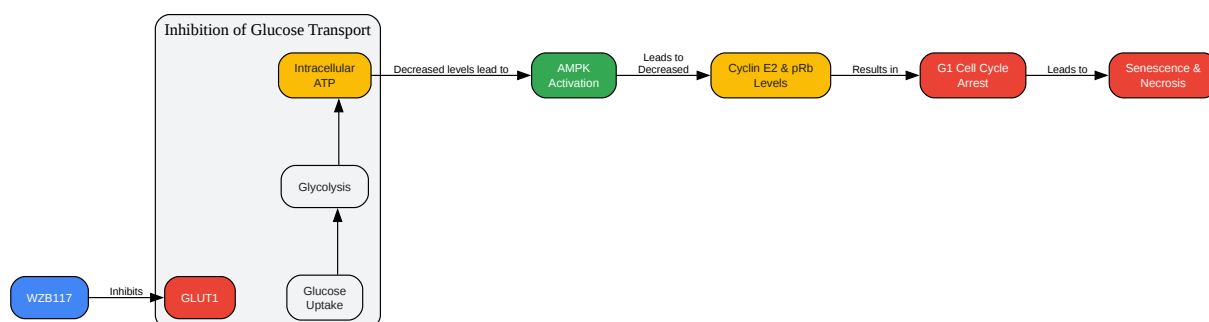 Inhibition of Glucose Transport
Intracellular
ATP
Decreased levels lead to
AMPK
Activation
Leads to
Decreased
Cyclin E2 & pRb
Levels
Results in
G1 Cell Cycle
Arrest
Leads to
Senescence &
Necrosis
Glycolysis
WZB117
Inhibits
GLUT1
Glucose
Uptake